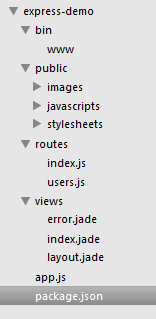 express-demo
bin
www
public
images
javascripts
stylesheets
routes
index.js
users.js
views
error.jade
index.jade
layout.jade
app.js
package.json